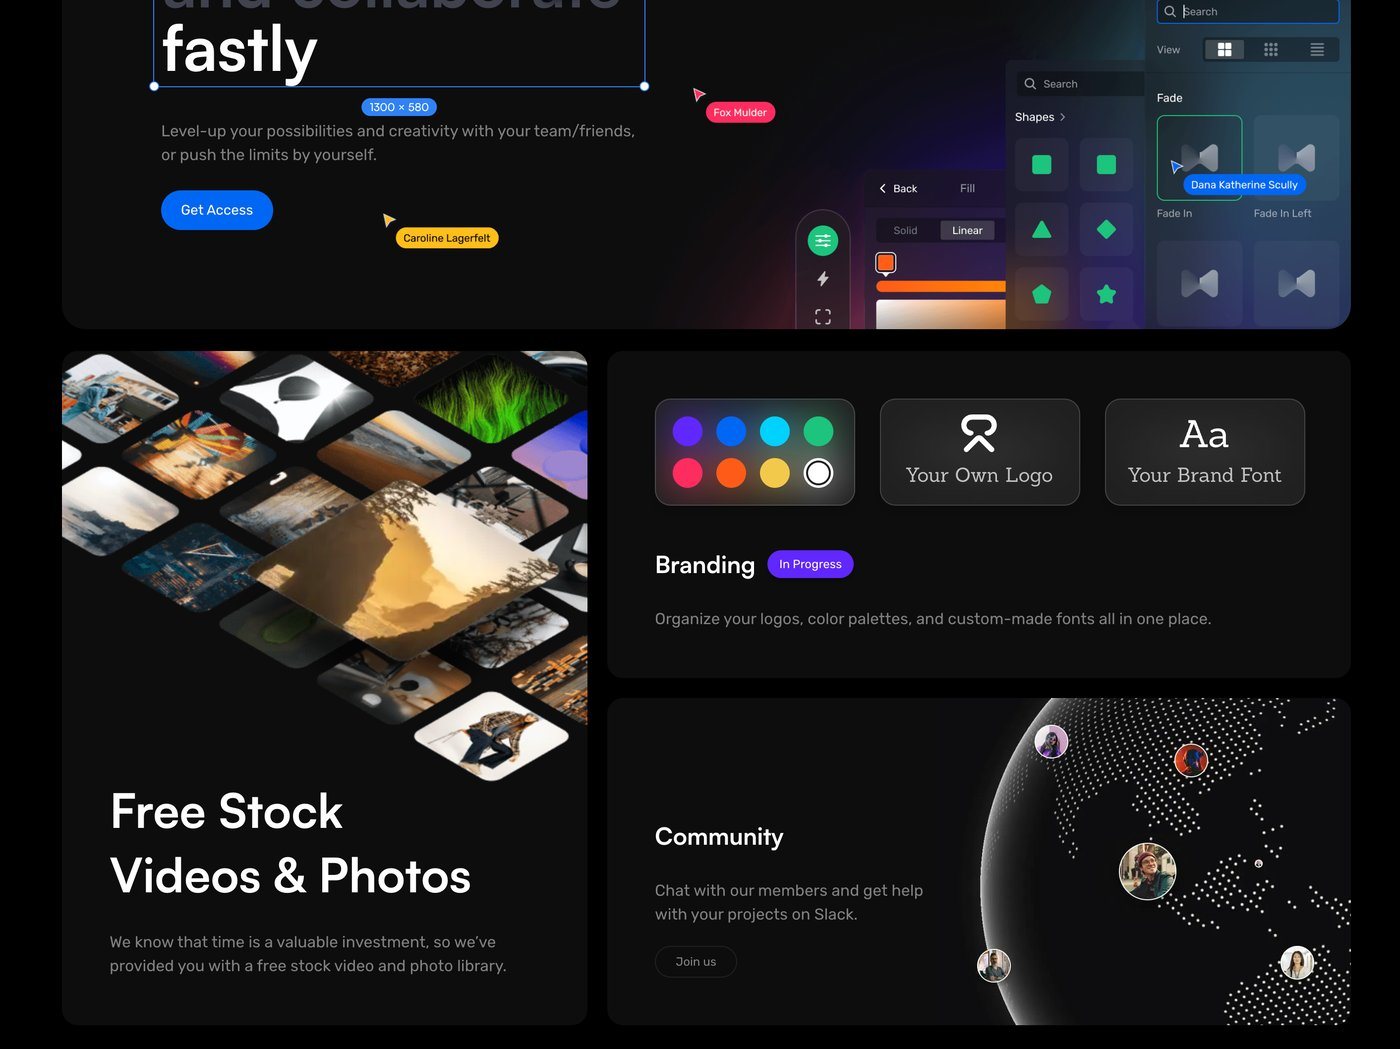 and collaborate
fastly
1300 × 580
Level-up your possibilities and creativity with your team/friends,
or push the limits by yourself.
Get Access
Fox Mulder
Caroline Lagerfelt
Back
Fill
Solid
Linear
Search
Shapes
Search
View
Fade
Dana Katherine Scully
Fade In
Fade In Left
Free Stock
Videos & Photos
We know that time is a valuable investment, so we've
provided you with a free stock video and photo library.
Your Own Logo
Aa
Your Brand Font
Branding
In Progress
Organize your logos, color palettes, and custom-made fonts all in one place.
Community
Chat with our members and get help
with your projects on Slack.
Join us